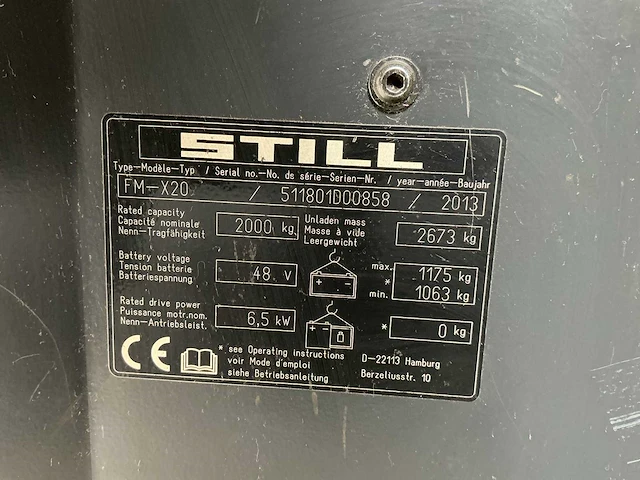 STILL
Type-Modèle-Typ / Serial no.-No. de série-Serien-Nr. / year-année-Baujahr
FM-X20 / 511801D00858 / 2013
Rated capacity
Capacité nominale
Nenn-Tragfähigkeit
2000 kg
Unladen mass
Masse à vide
Leergewicht
2673 kg
Battery voltage
Tension batterie
Batteriespannung
48 V
+ -
max. 1175 kg
*
min. 1063 kg
Rated drive power
Puissance motr.nom.
Nenn-Antriebsleist.
6,5 kW
* 0 kg
CE
* see Operating instructions
voir Mode d'emploi
siehe Betriebsanleitung
D-22113 Hamburg
Berzeliusstr. 10